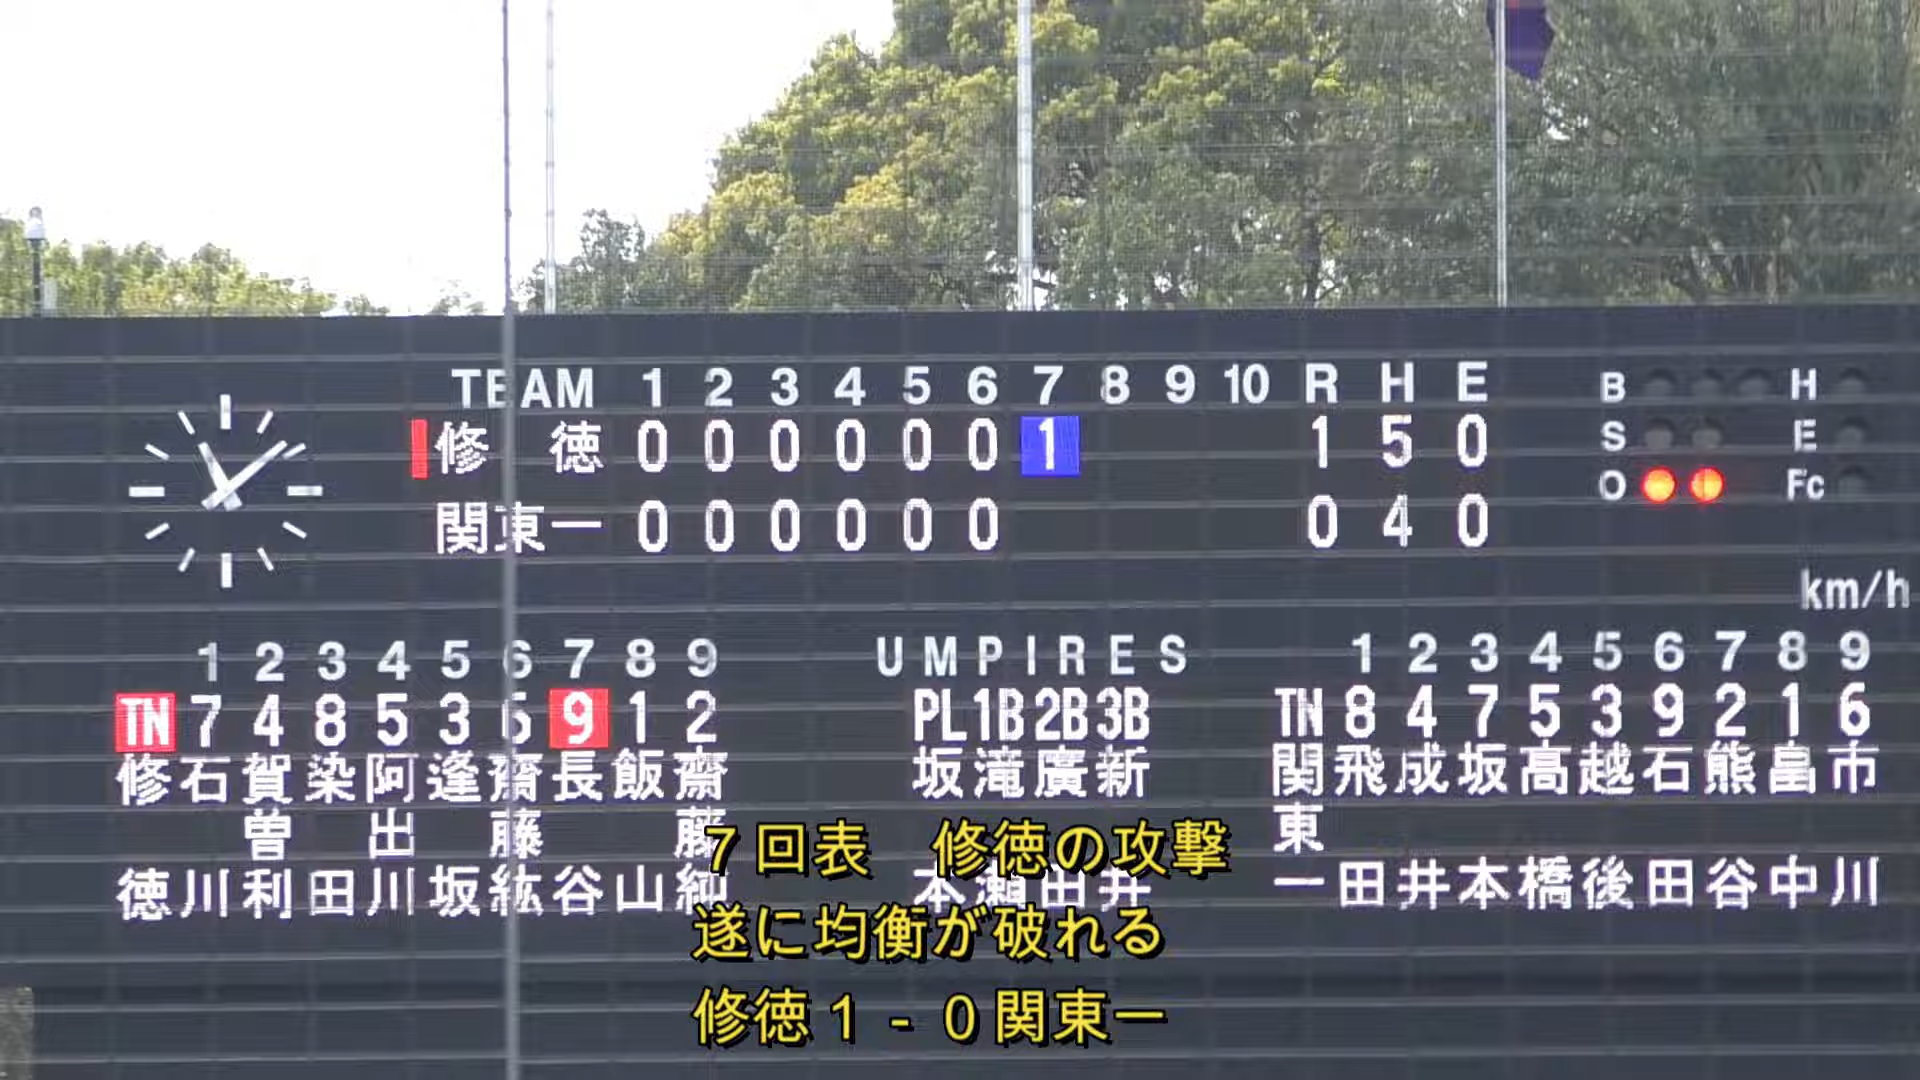 TEAM 1 2 3 4 5 6 7 8 9 10 R H E
修 徳 0 0 0 0 0 0 1 1 5 0
関東一 0 0 0 0 0 0 0 4 0
B H
S E
O Fc
km/h
1 2 3 4 5 6 7 8 9
TN 7 4 8 5 3 6 9 1 2
修徳 石川 賀曽利 染田 阿出川 逢坂 齋藤紘 長谷 飯山 齋藤純
UMPIRES
PL 1B 2B 3B
坂本 滝瀬 廣田 新井
1 2 3 4 5 6 7 8 9
TN 8 4 7 5 3 9 2 1 6
関東一 飛田 成井 坂本 高橋 越後 石田 熊谷 畠中 市川
7回表 修徳の攻撃
遂に均衡が破れる
修徳1-0関東一